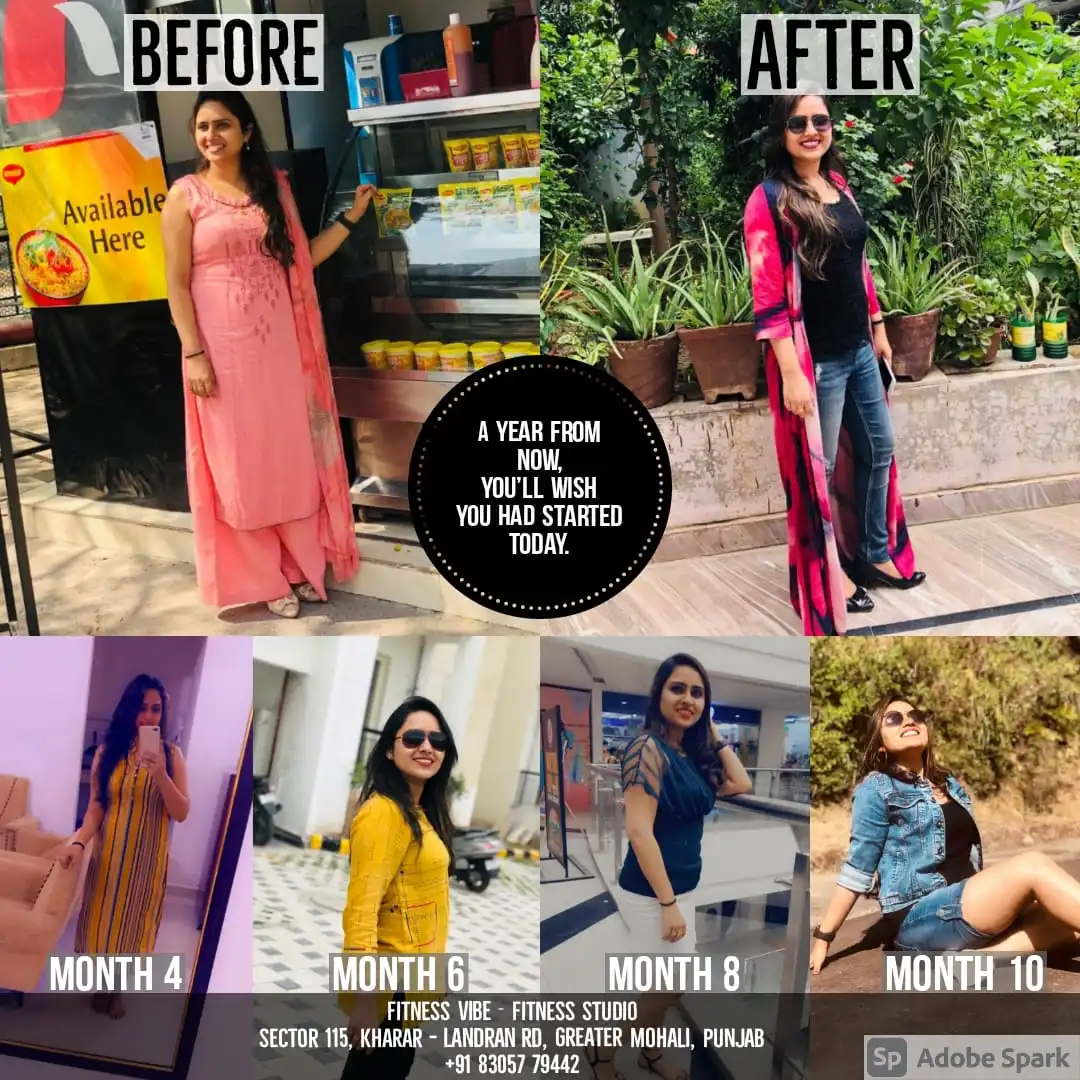 BEFORE
AFTER
Available
Here
A YEAR FROM
NOW,
YOU'LL WISH
YOU HAD STARTED
TODAY.
MONTH 4
MONTH 6
MONTH 8
MONTH 10
FITNESS VIBE - FITNESS STUDIO
SECTOR 115, KHARAR - LANDRAN RD, GREATER MOHALI, PUNJAB
+91 83057 79442
Sp Adobe Spark